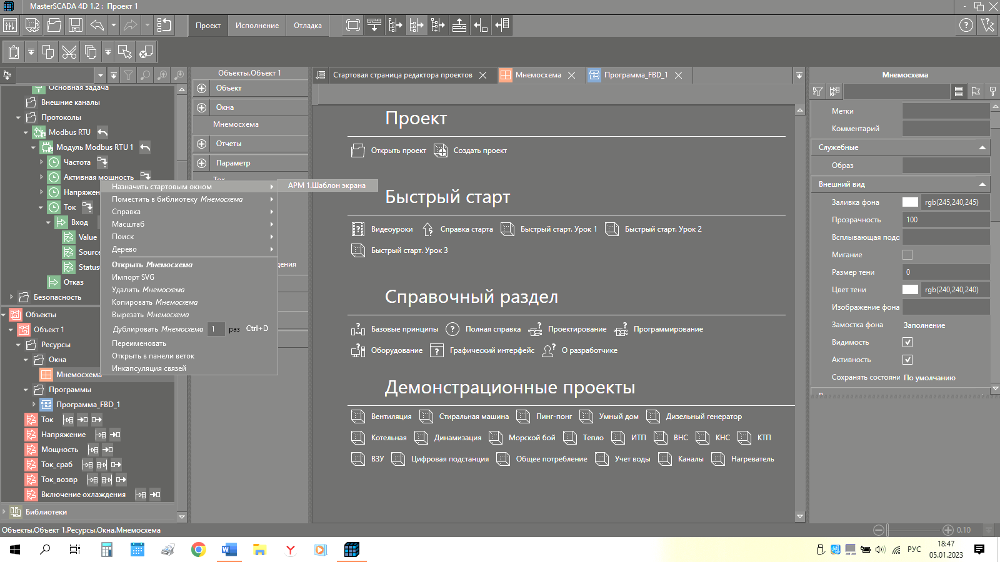 MasterSCADA 4D 1.2 : Проект 1
Проект Исполнение Отладка
Основная задача
Внешние каналы
Протоколы
Modbus RTU
Модуль Modbus RTU 1
Частота
Активная мощность
Напряжен
Ток
Вход
Value
Source
Status
Отказ
Безопасность
Объекты
Объект 1
Ресурсы
Окна
Мнемосхема
Программы
Программа_FBD_1
Ток
Напряжение
Мощность
Ток_сраб
Ток_возвр
Включение охлаждения
Библиотеки
Объекты.Объект 1.Ресурсы.Окна.Мнемосхема
Объекты.Объект 1
Объект
Окна
Мнемосхема
Отчеты
Параметр
Ток
дения
Назначить стартовым окном
АРМ 1.Шаблон экрана
Поместить в библиотеку Мнемосхема
Справка
Масштаб
Поиск
Дерево
Открыть Мнемосхема
Импорт SVG
Удалить Мнемосхема
Копировать Мнемосхема
Вырезать Мнемосхема
Дублировать Мнемосхема 1 раз Ctrl+D
Переименовать
Открыть в панели веток
Инкапсуляция связей
Стартовая страница редактора проектов Мнемосхема Программа_FBD_1
Проект
Открыть проект Создать проект
Быстрый старт
Видеоуроки Справка старта Быстрый старт. Урок 1 Быстрый старт. Урок 2
Быстрый старт. Урок 3
Справочный раздел
Базовые принципы Полная справка Проектирование Программирование
Оборудование Графический интерфейс О разработчике
Демонстрационные проекты
Вентиляция Стиральная машина Пинг-понг Умный дом Дизельный генератор
Котельная Динамизация Морской бой Тепло ИТП ВНС КНС КТП
ВЗУ Цифровая подстанция Общее потребление Учет воды Каналы Нагреватель
Мнемосхема
Метки
Комментарий
Служебные
Образ
Внешний вид
Заливка фона rgb(245,240,245)
Прозрачность 100
Всплывающая подс
Мигание
Размер тени 0
Цвет тени rgb(240,240,240)
Изображение фона
Замостка фона Заполнение
Видимость
Активность
Сохранять состояни По умолчанию
0.10
РУС
18:47
05.01.2023